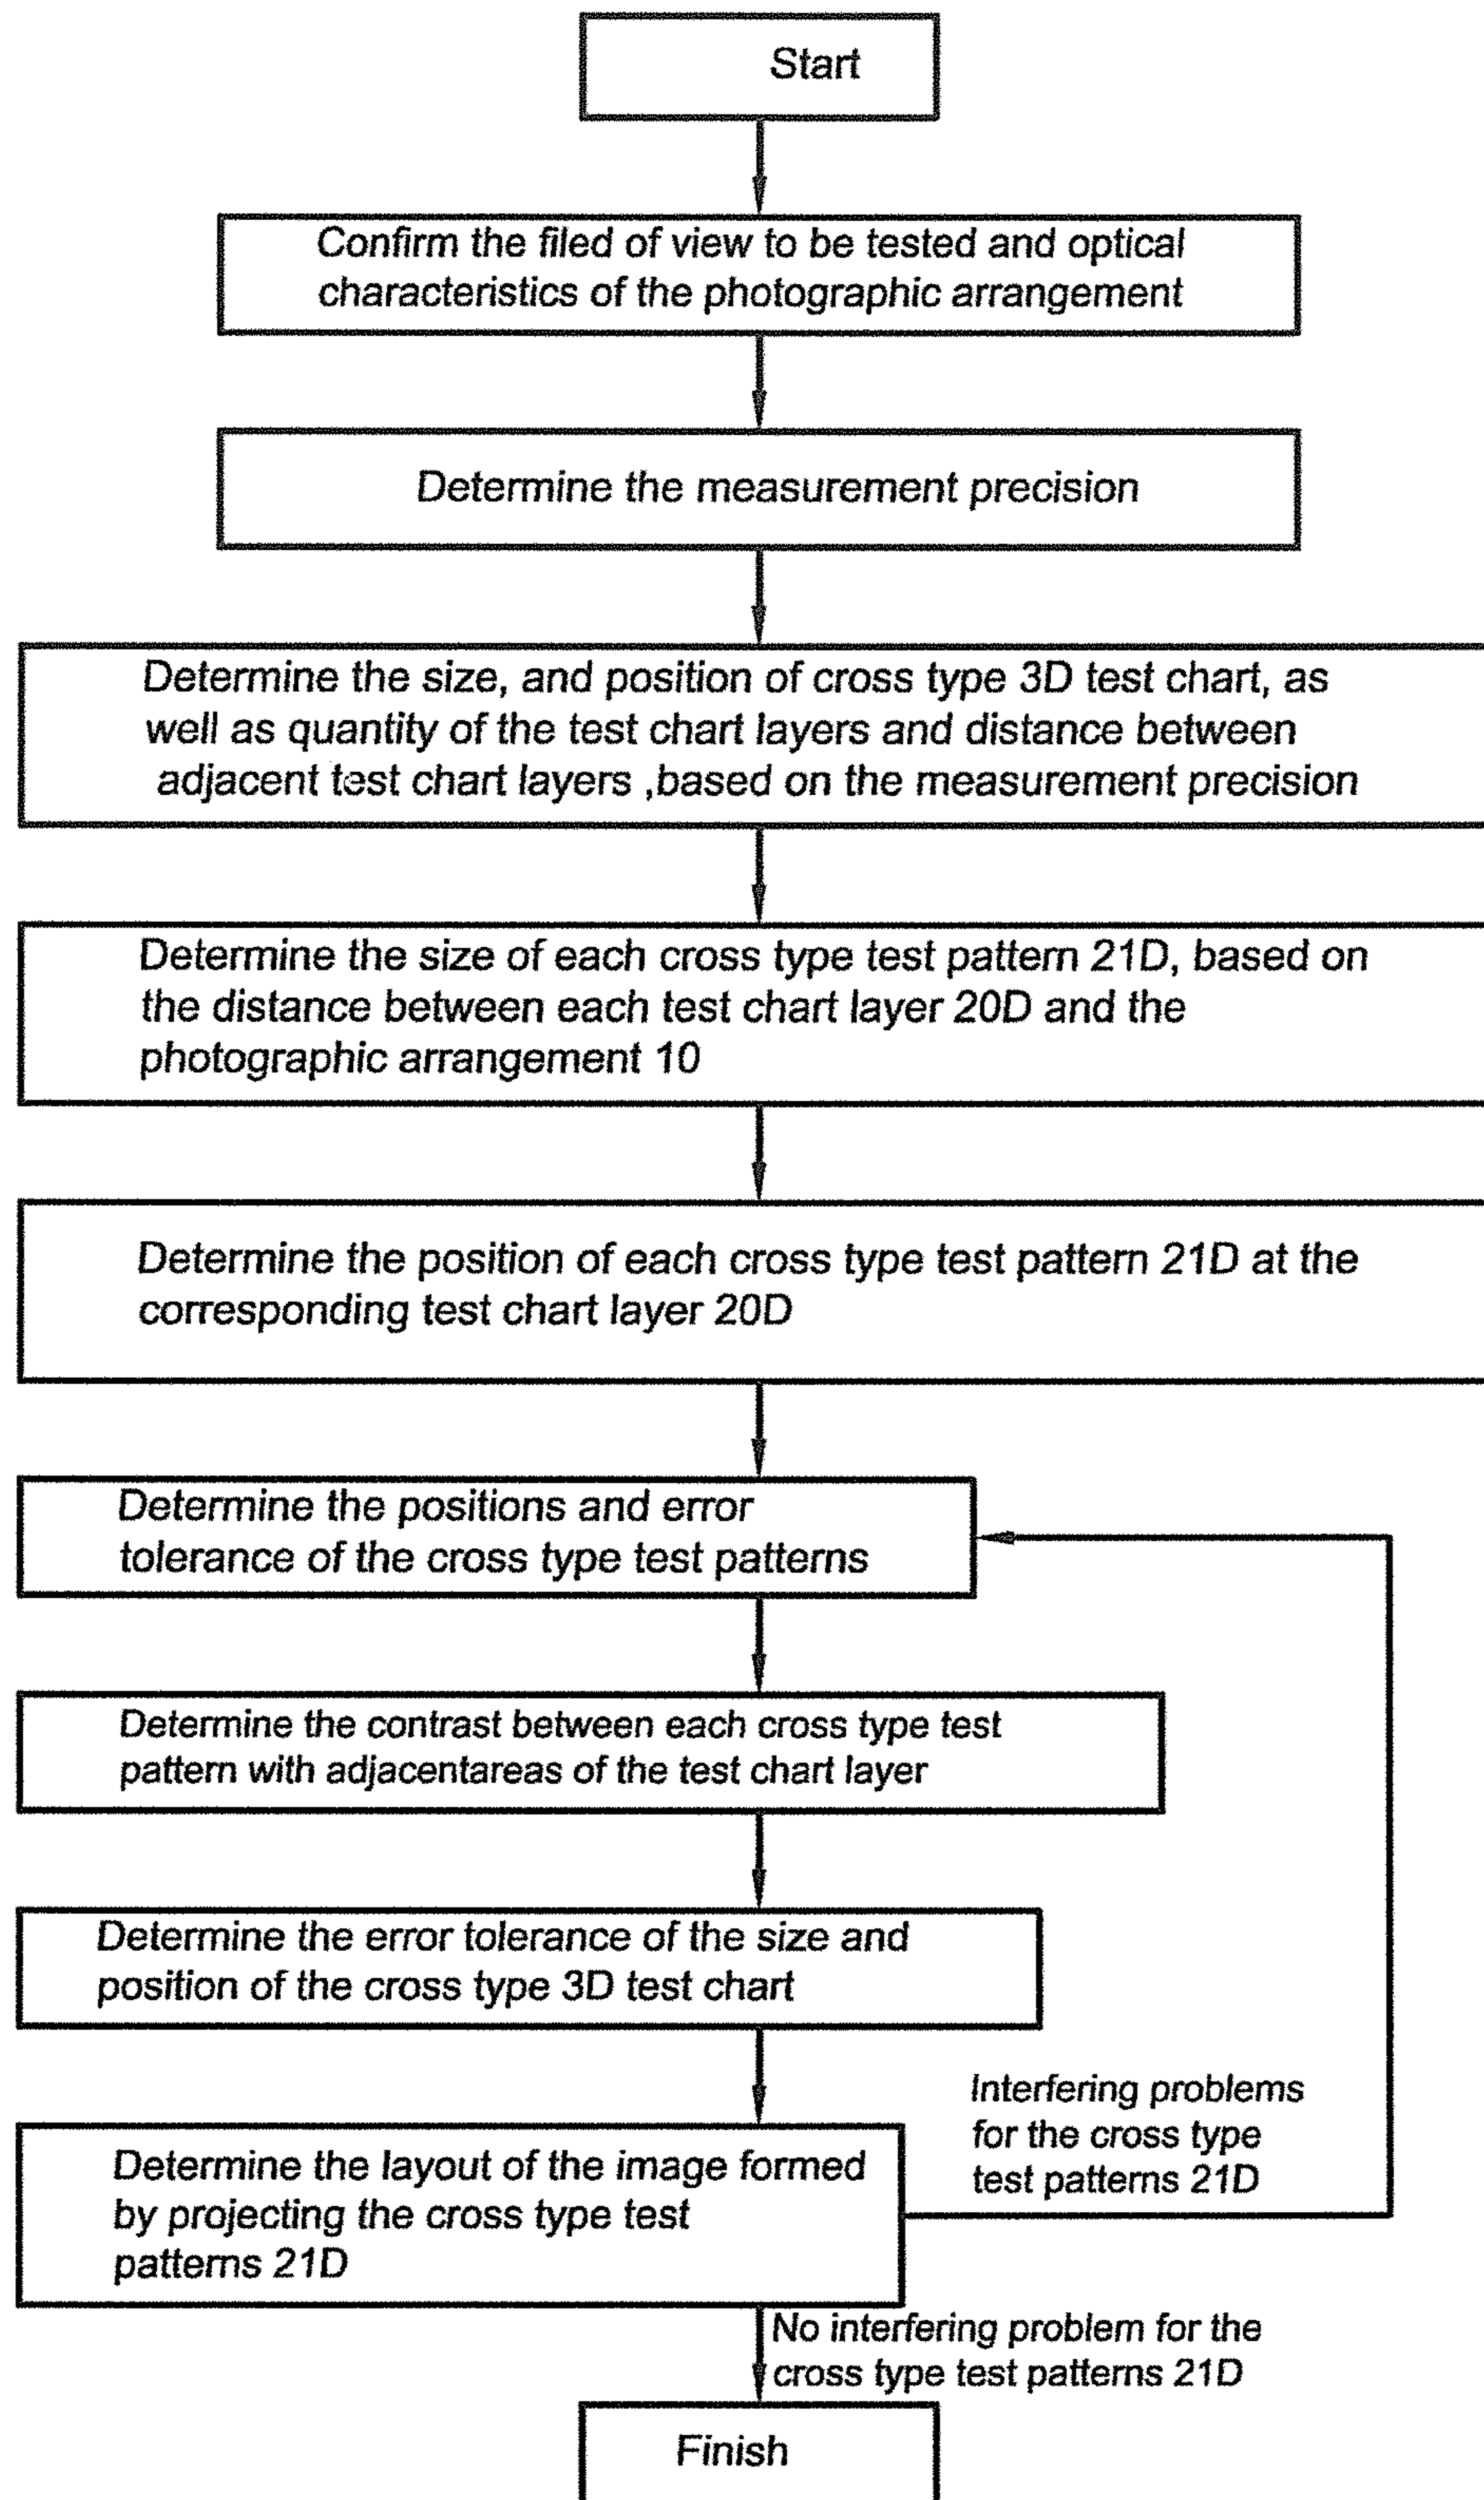 Start
Confirm the filed of view to be tested and optical
characteristics of the photographic arrangement
Determine the measurement precision
Determine the size, and position of cross type 3D test chart, as
well as quantity of the test chart layers and distance between
adjacent test chart layers ,based on the measurement precision
Determine the size of each cross type test pattern 21D, based on
the distance between each test chart layer 20D and the
photographic arrangement 10
Determine the position of each cross type test pattern 21D at the
corresponding test chart layer 20D
Determine the positions and error
tolerance of the cross type test patterns
Determine the contrast between each cross type test
pattern with adjacentareas of the test chart layer
Determine the error tolerance of the size and
position of the cross type 3D test chart
Interfering problems
for the cross type
test patterns 21D
Determine the layout of the image formed
by projecting the cross type test
patterns 21D
No interfering problem for the
cross type test patterns 21D
Finish